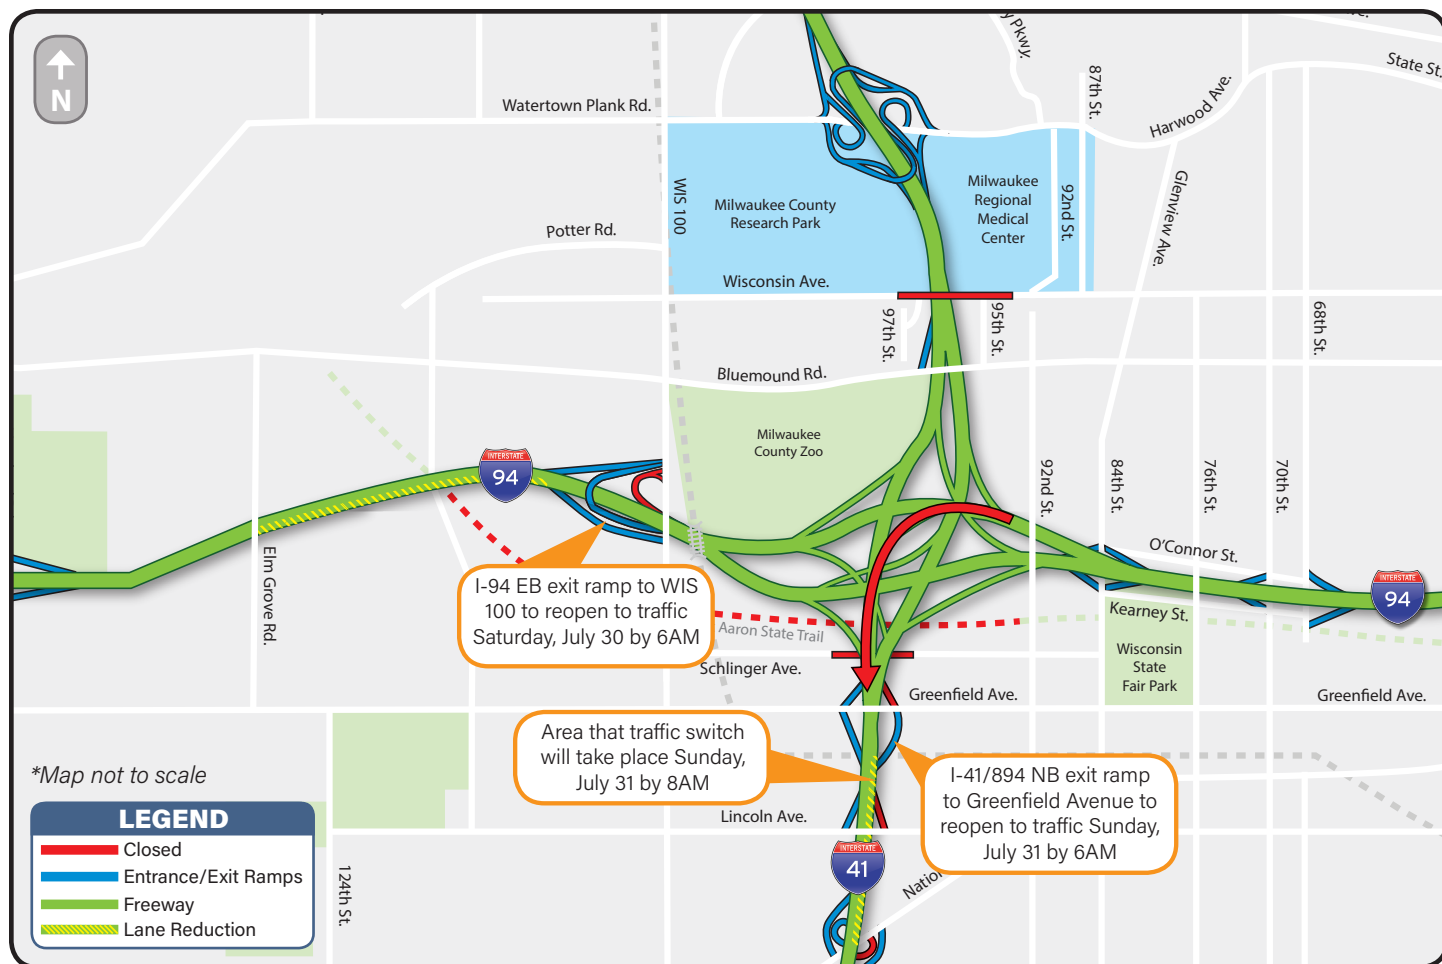 y Pkwy.
ve.
State St.
87th St.
Harwood Ave.
N
Watertown Plank Rd.
WIS 100
Milwaukee County
Research Park
Milwaukee
Regional
Medical
Center
92nd St.
Glenview Ave.
Potter Rd.
Wisconsin Ave.
97th St.
95th St.
68th St.
Bluemound Rd.
Milwaukee
County Zoo
INTERSTATE
94
92nd St.
84th St.
76th St.
70th St.
Elm Grove Rd.
O'Connor St.
INTERSTATE
94
I-94 EB exit ramp to WIS
100 to reopen to traffic
Saturday, July 30 by 6AM
Kearney St.
Aaron State Trail
Schlinger Ave.
Wisconsin
State
Fair Park
Greenfield Ave.
Greenfield Ave.
Area that traffic switch
will take place Sunday,
July 31 by 8AM
I-41/894 NB exit ramp
to Greenfield Avenue to
reopen to traffic Sunday,
July 31 by 6AM
Lincoln Ave.
INTERSTATE
41
Natio
124th St.
*Map not to scale
LEGEND
Closed
Entrance/Exit Ramps
Freeway
Lane Reduction